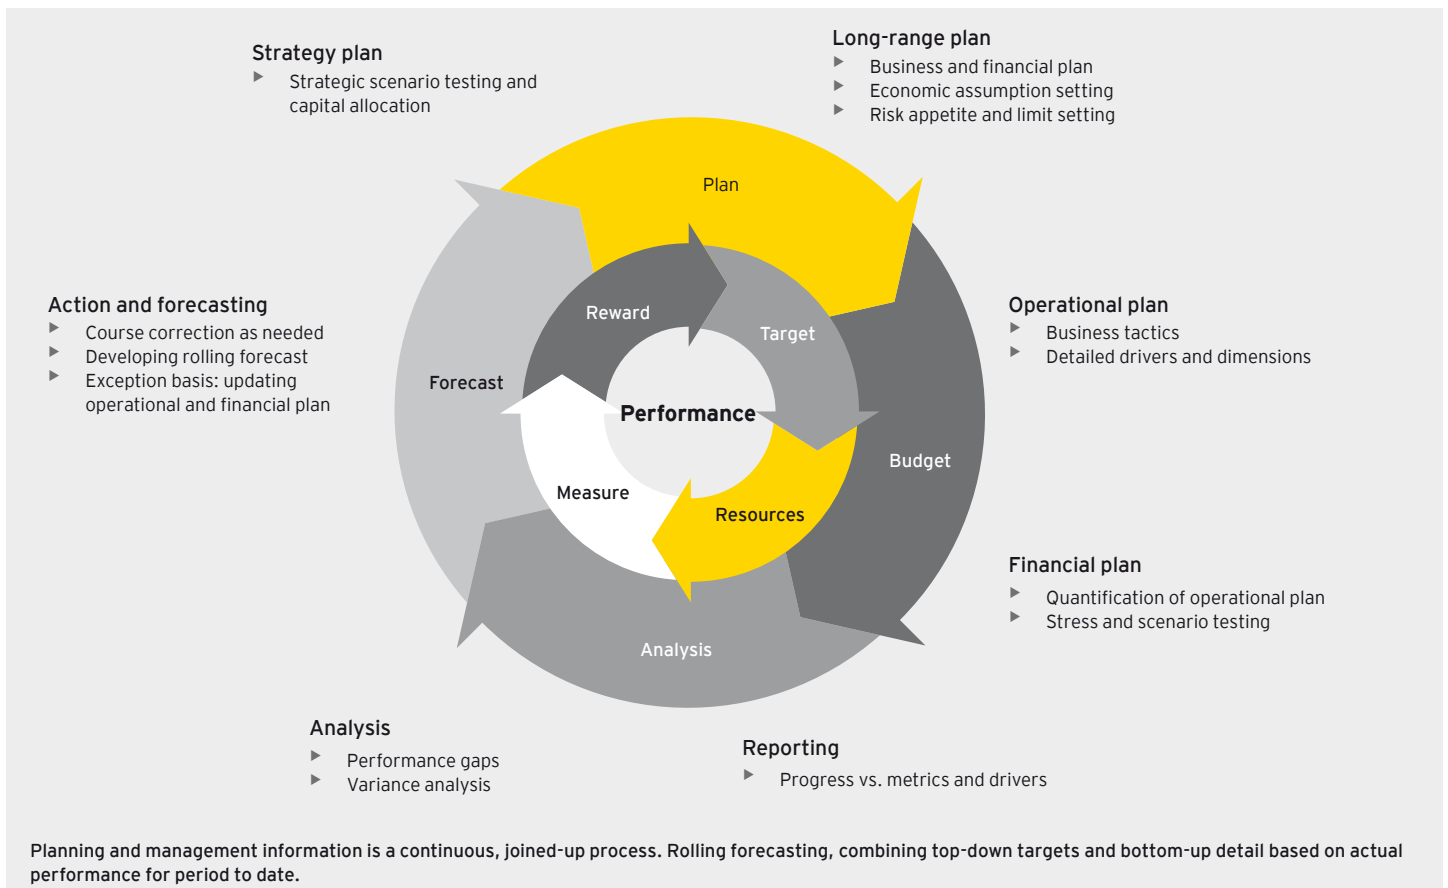 Strategy plan
Strategic scenario testing and
capital allocation
Long-range plan
Business and financial plan
Economic assumption setting
Risk appetite and limit setting
Plan
Reward
Target
Action and forecasting
Course correction as needed
Developing rolling forecast
Exception basis: updating
operational and financial plan
Forecast
Performance
Operational plan
Business tactics
Detailed drivers and dimensions
Budget
Measure
Resources
Analysis
Financial plan
Quantification of operational plan
Stress and scenario testing
Analysis
Performance gaps
Variance analysis
Reporting
Progress vs. metrics and drivers
Planning and management information is a continuous, joined-up process. Rolling forecasting, combining top-down targets and bottom-up detail based on actual
performance for period to date.